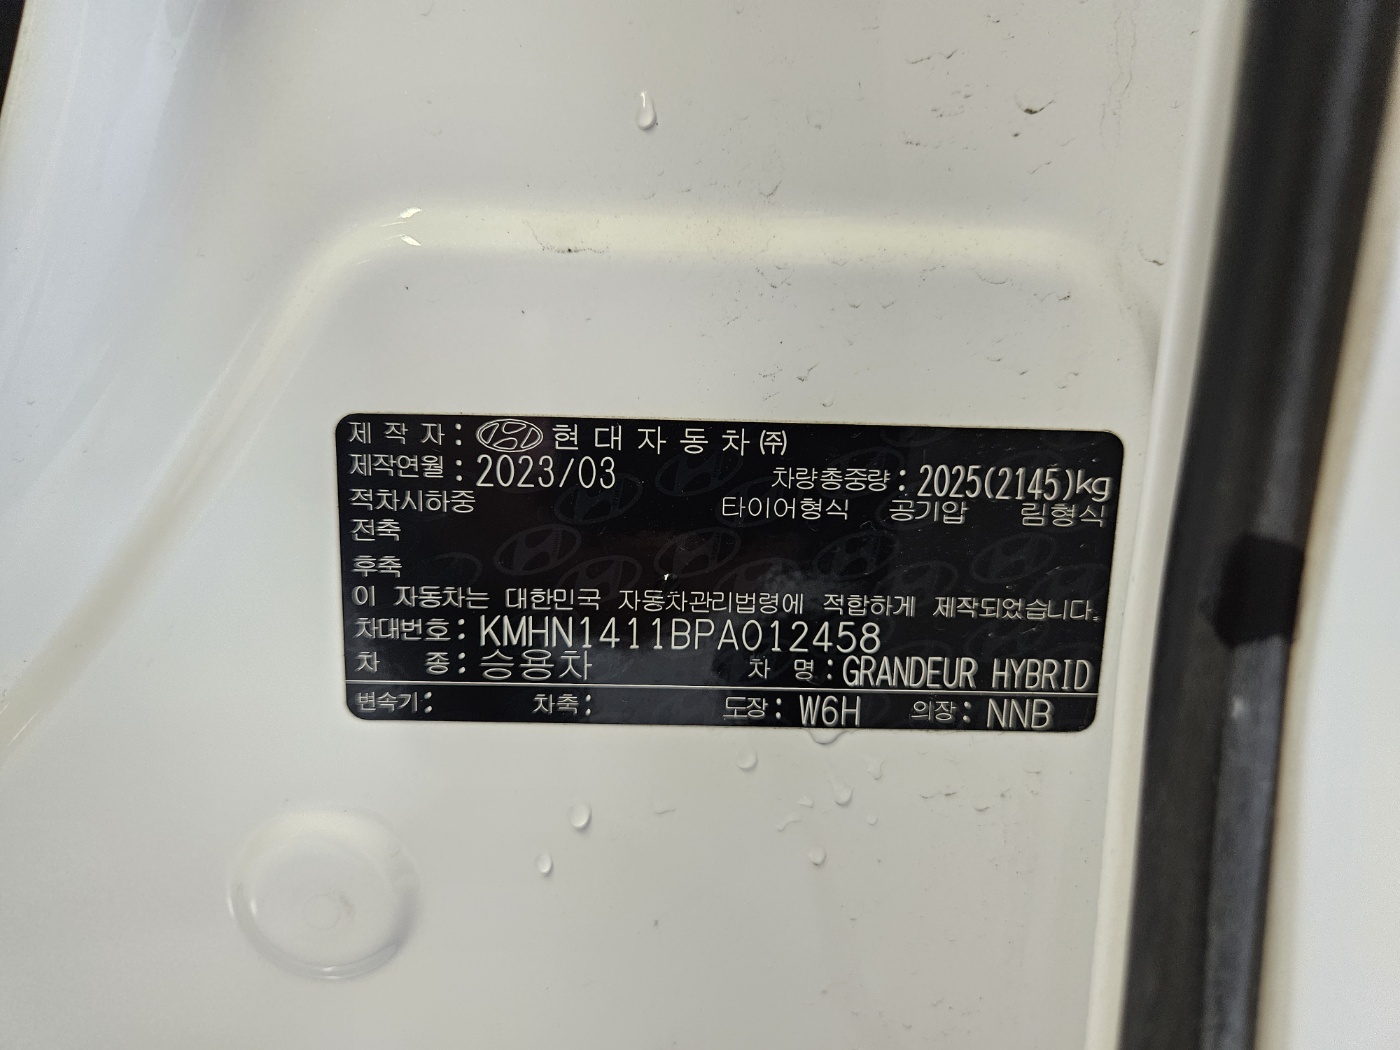 제 작 자 : 현 대 자 동 차 ㈜
제작연월 : 2023/03 차량총중량 : 2025(2145)kg
적차시하중 타이어형식 공기압 림형식
전축
후축
이 자동차는 대한민국 자동차관리법령에 적합하게 제작되었습니다.
차대번호 : KMHN1411BPA012458
차 종 : 승용차 차 명 : GRANDEUR HYBRID
변속기 : 차축 : 도장 : W6H 의장 : NNB